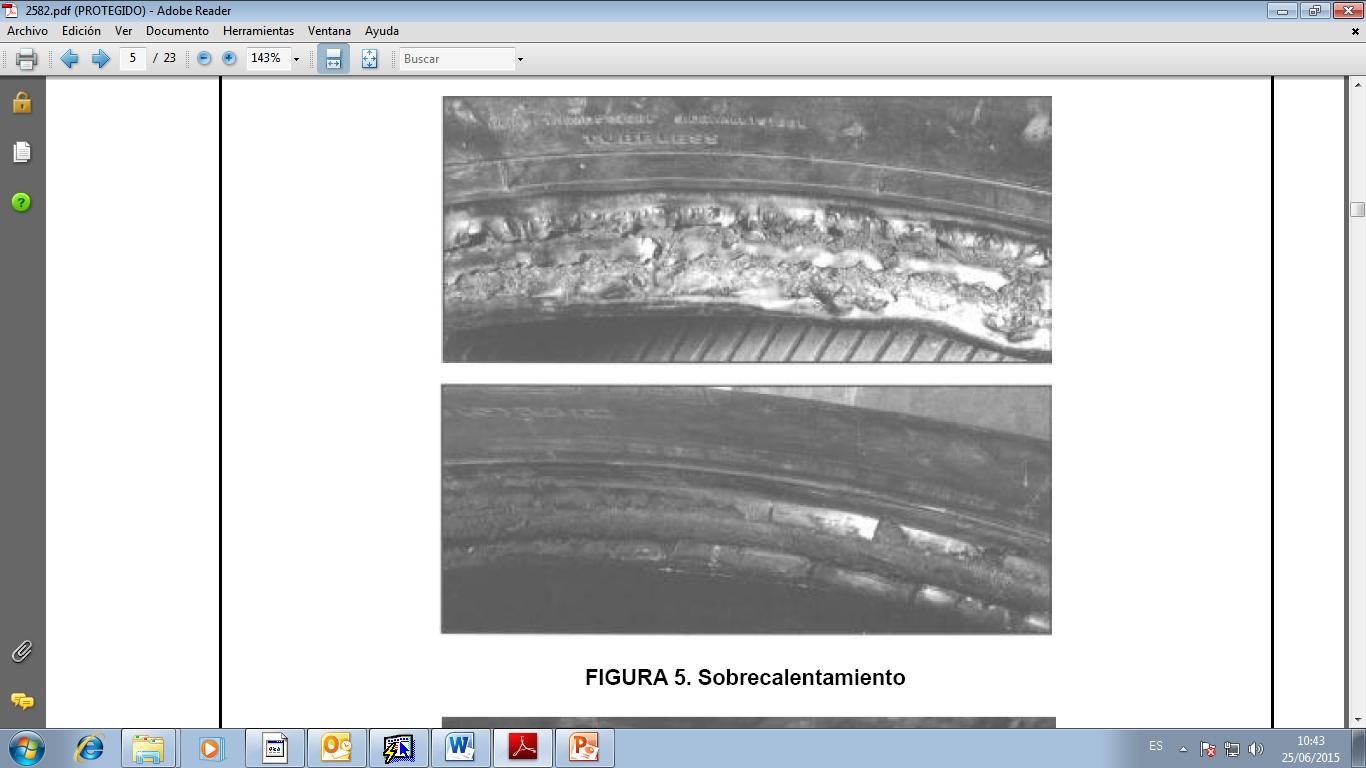 2582.pdf (PROTEGIDO) - Adobe Reader
Archivo Edición Ver Documento Herramientas Ventana Ayuda
5 / 23 143% Buscar
TUBELESS
FIGURA 5. Sobrecalentamiento
ES
10:43
25/06/2015